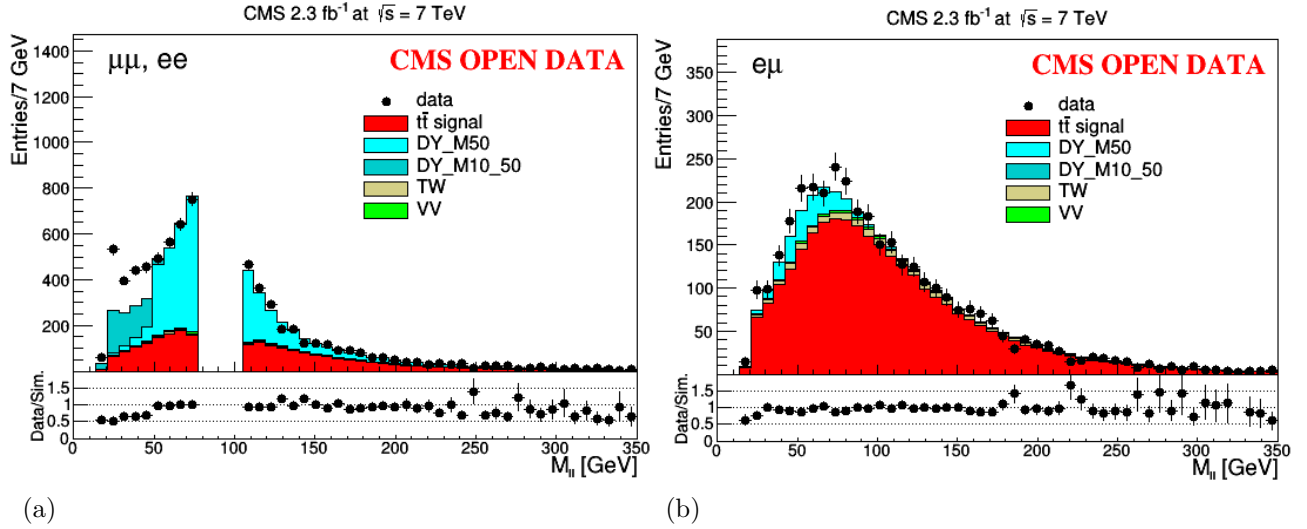 CMS 2.3 fb⁻¹ at √s = 7 TeV
μμ, ee
CMS OPEN DATA
data
tt̄ signal
DY_M50
DY_M10_50
TW
VV
Entries/7 GeV
1400
1200
1000
800
600
400
200
Data/Sim.
1.5
1
0.5
0
0 50 100 150 200 250 300 350
M_ll [GeV]
(a)
CMS 2.3 fb⁻¹ at √s = 7 TeV
eμ
CMS OPEN DATA
data
tt̄ signal
DY_M50
DY_M10_50
TW
VV
Entries/7 GeV
350
300
250
200
150
100
50
Data/Sim.
1.5
1
0.5
0 50 100 150 200 250 300 350
M_ll [GeV]
(b)